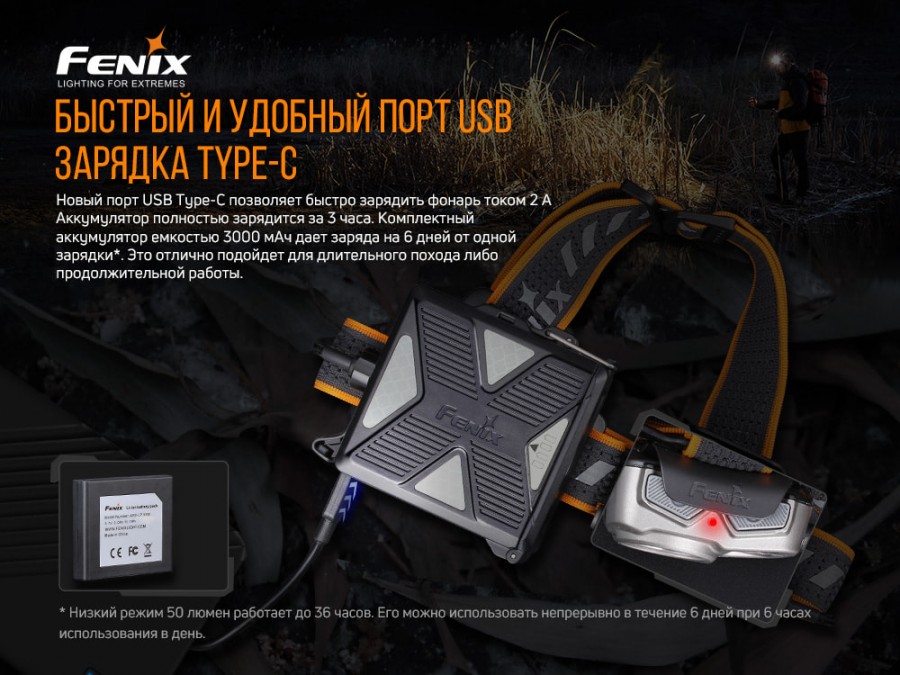 FENIX
LIGHTING FOR EXTREMES
БЫСТРЫЙ И УДОБНЫЙ ПОРТ USB
ЗАРЯДКА TYPE-C
Новый порт USB Type-C позволяет быстро зарядить фонарь током 2 А
Аккумулятор полностью зарядится за 3 часа. Комплектный
аккумулятор емкостью 3000 мАч дает заряда на 6 дней от одной
зарядки*. Это отлично подойдет для длительного похода либо
продолжительной работы.
FENIX
FENIX
FENIX
* Низкий режим 50 люмен работает до 36 часов. Его можно использовать непрерывно в течение 6 дней при 6 часах
использования в день.